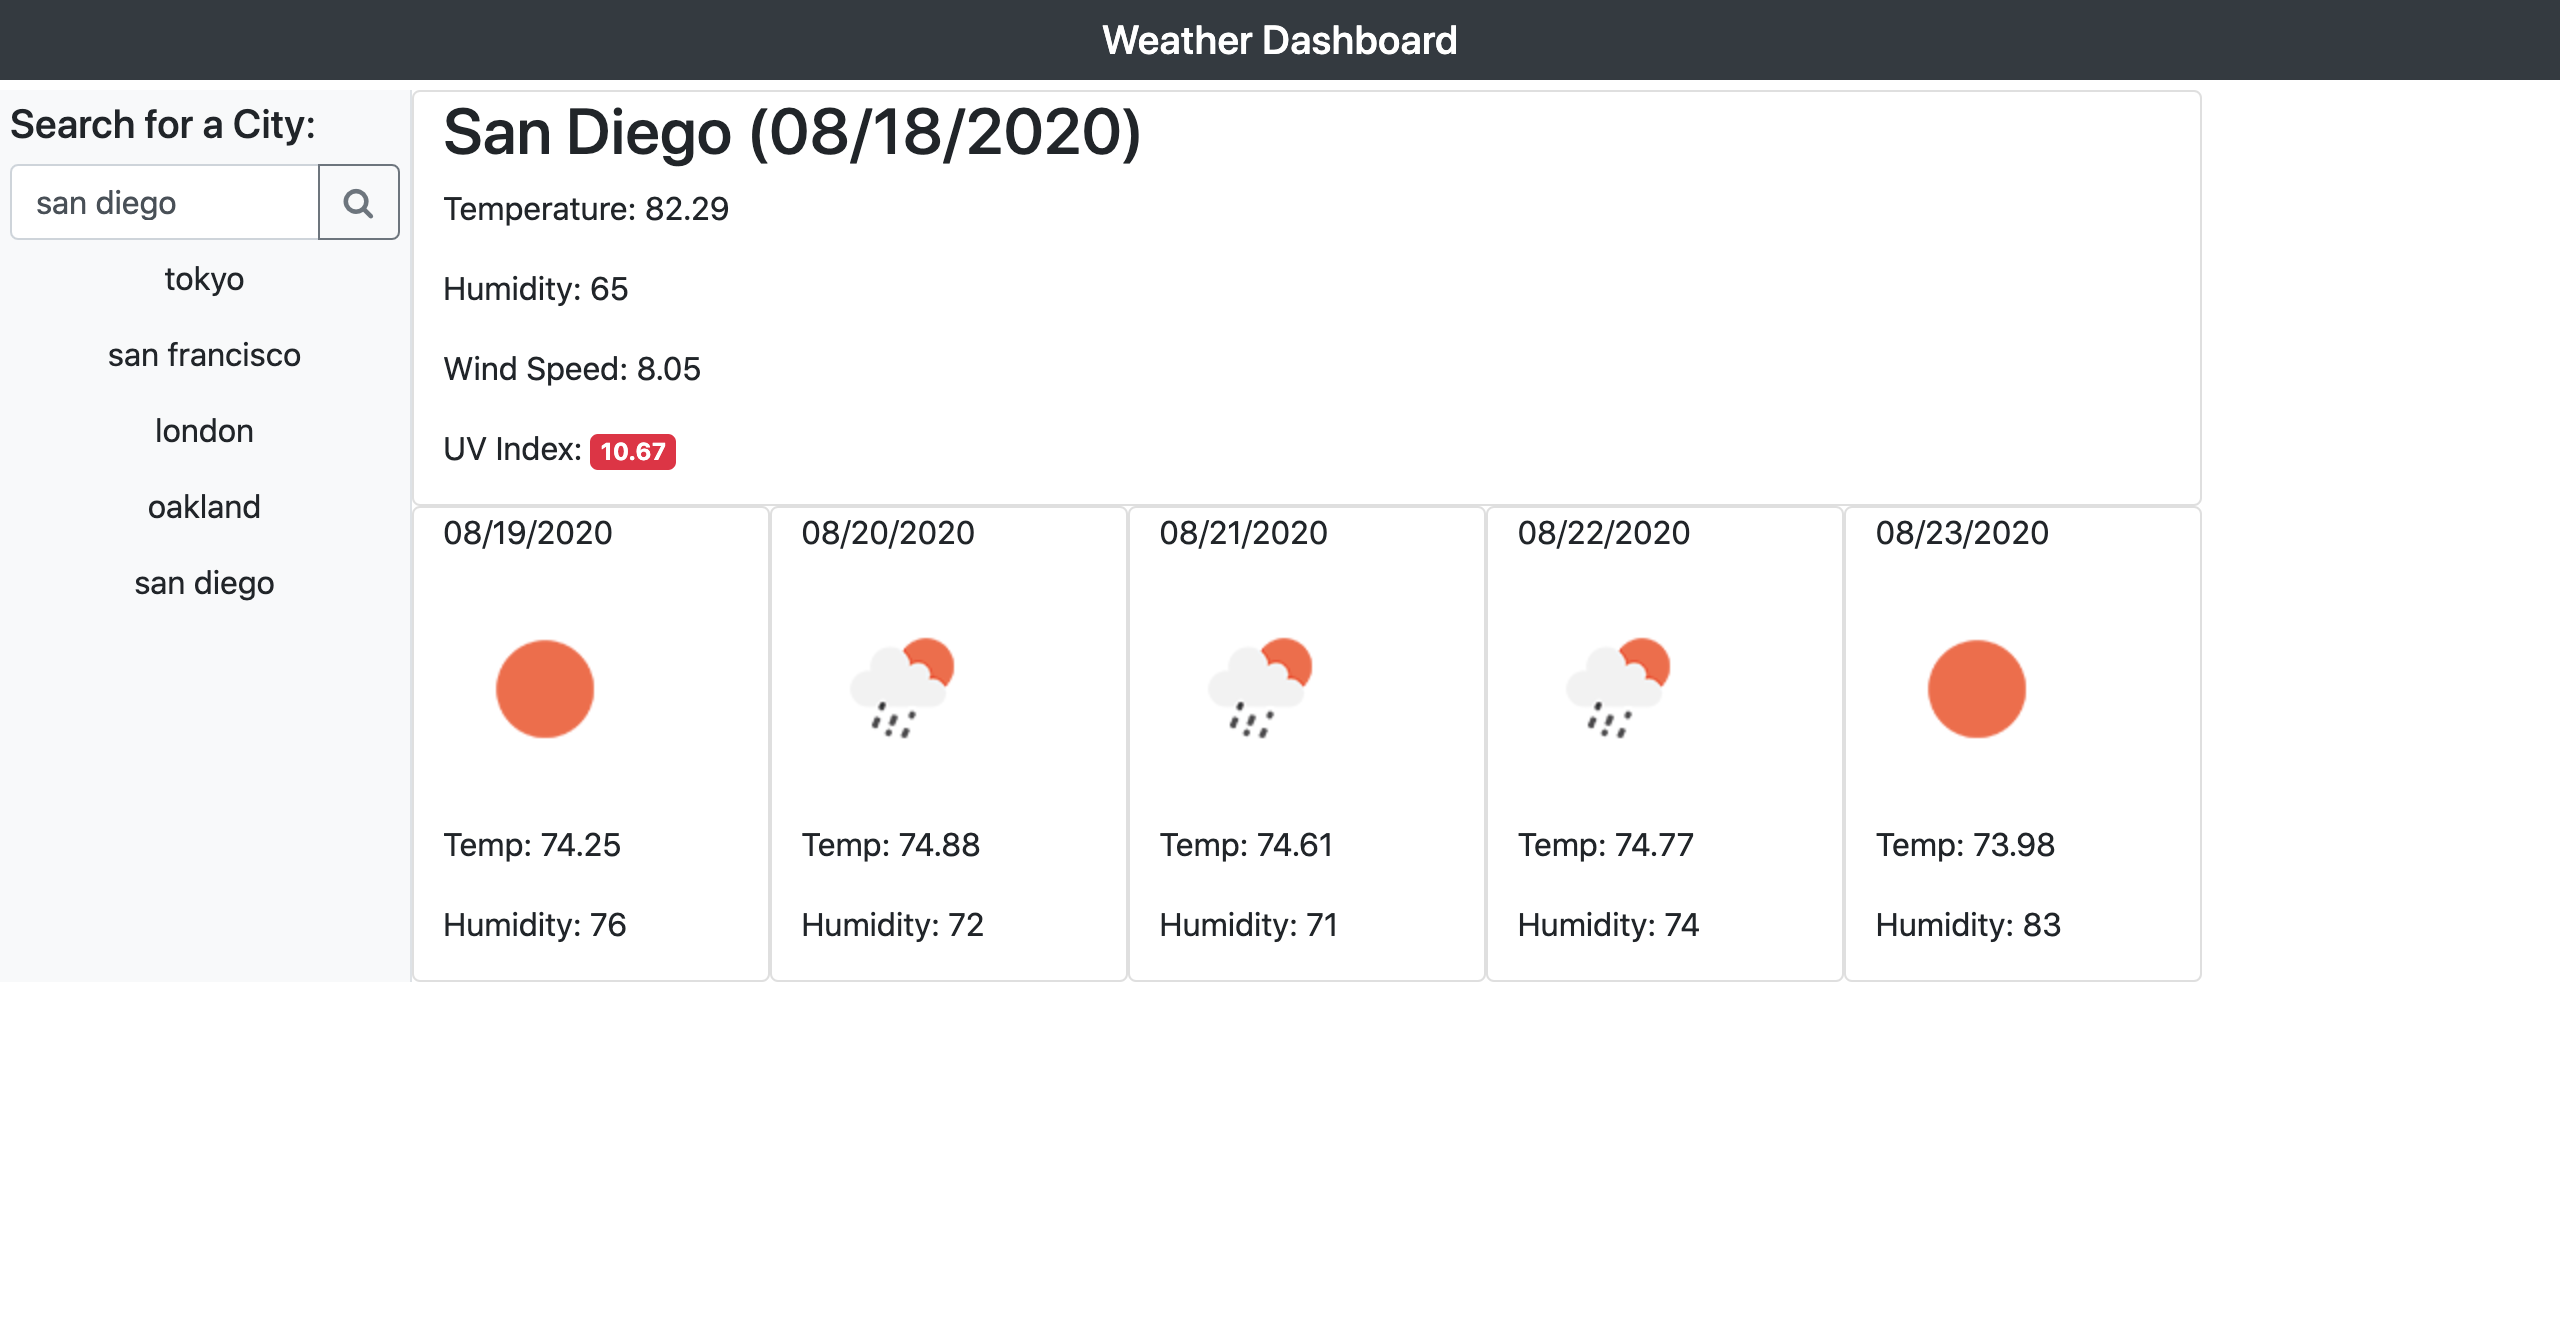 Weather Dashboard
Search for a City:
san diego
tokyo
san francisco
london
oakland
san diego
San Diego (08/18/2020)
Temperature: 82.29
Humidity: 65
Wind Speed: 8.05
UV Index: 10.67
08/19/2020
Temp: 74.25
Humidity: 76
08/20/2020
Temp: 74.88
Humidity: 72
08/21/2020
Temp: 74.61
Humidity: 71
08/22/2020
Temp: 74.77
Humidity: 74
08/23/2020
Temp: 73.98
Humidity: 83